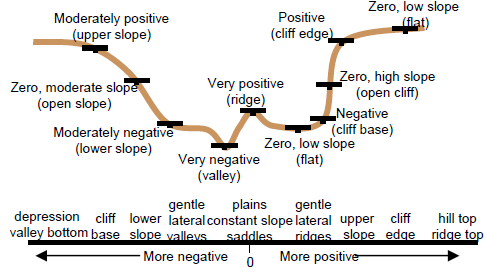 Moderately positive
(upper slope)
Zero, moderate slope
(open slope)
Moderately negative
(lower slope)
Very negative
(valley)
Very positive
(ridge)
Zero, low slope
(flat)
Negative
(cliff base)
Zero, high slope
(open cliff)
Positive
(cliff edge)
Zero, low slope
(flat)
depression
valley bottom
cliff
base
lower
slope
gentle
lateral
valleys
plains
constant slope
saddles
gentle
lateral
ridges
upper
slope
cliff
edge
hill top
ridge top
More negative
0
More positive